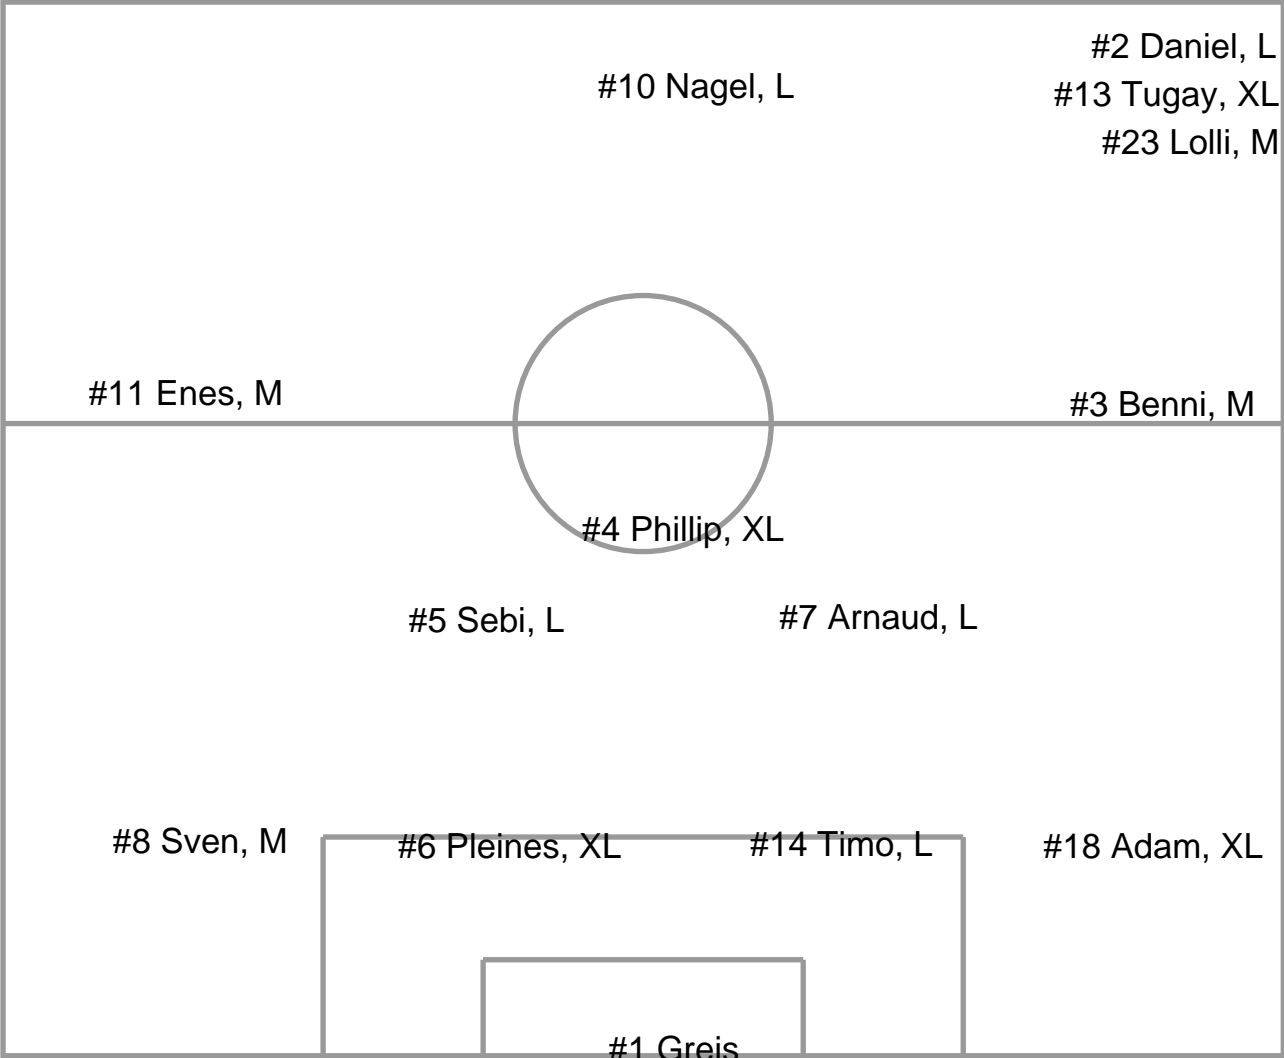 #2 Daniel, L
#10 Nagel, L
#13 Tugay, XL
#23 Lolli, M
#11 Enes, M
#3 Benni, M
#4 Phillip, XL
#5 Sebi, L
#7 Arnaud, L
#8 Sven, M
#6 Pleines, XL
#14 Timo, L
#18 Adam, XL
#1 Greis